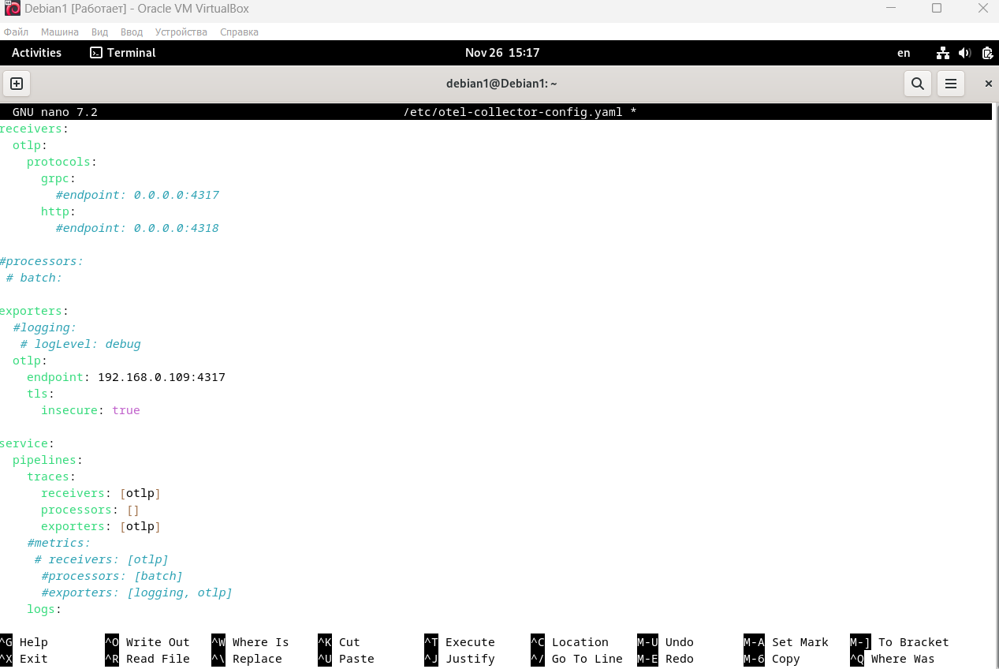 Debian1 [Работает] - Oracle VM VirtualBox
Файл Машина Вид Ввод Устройства Справка
Activities Terminal Nov 26 15:17 en
debian1@Debian1: ~
GNU nano 7.2 /etc/otel-collector-config.yaml *
receivers:
  otlp:
    protocols:
      grpc:
        #endpoint: 0.0.0.0:4317
      http:
        #endpoint: 0.0.0.0:4318
#processors:
 # batch:
exporters:
  #logging:
   # logLevel: debug
  otlp:
    endpoint: 192.168.0.109:4317
    tls:
      insecure: true
service:
  pipelines:
    traces:
      receivers: [otlp]
      processors: []
      exporters: [otlp]
    #metrics:
     # receivers: [otlp]
      #processors: [batch]
      #exporters: [logging, otlp]
    logs:
^G Help ^O Write Out ^W Where Is ^K Cut ^T Execute ^C Location M-U Undo M-A Set Mark M-] To Bracket
^X Exit ^R Read File ^\ Replace ^U Paste ^J Justify ^/ Go To Line M-E Redo M-6 Copy ^Q Where Was